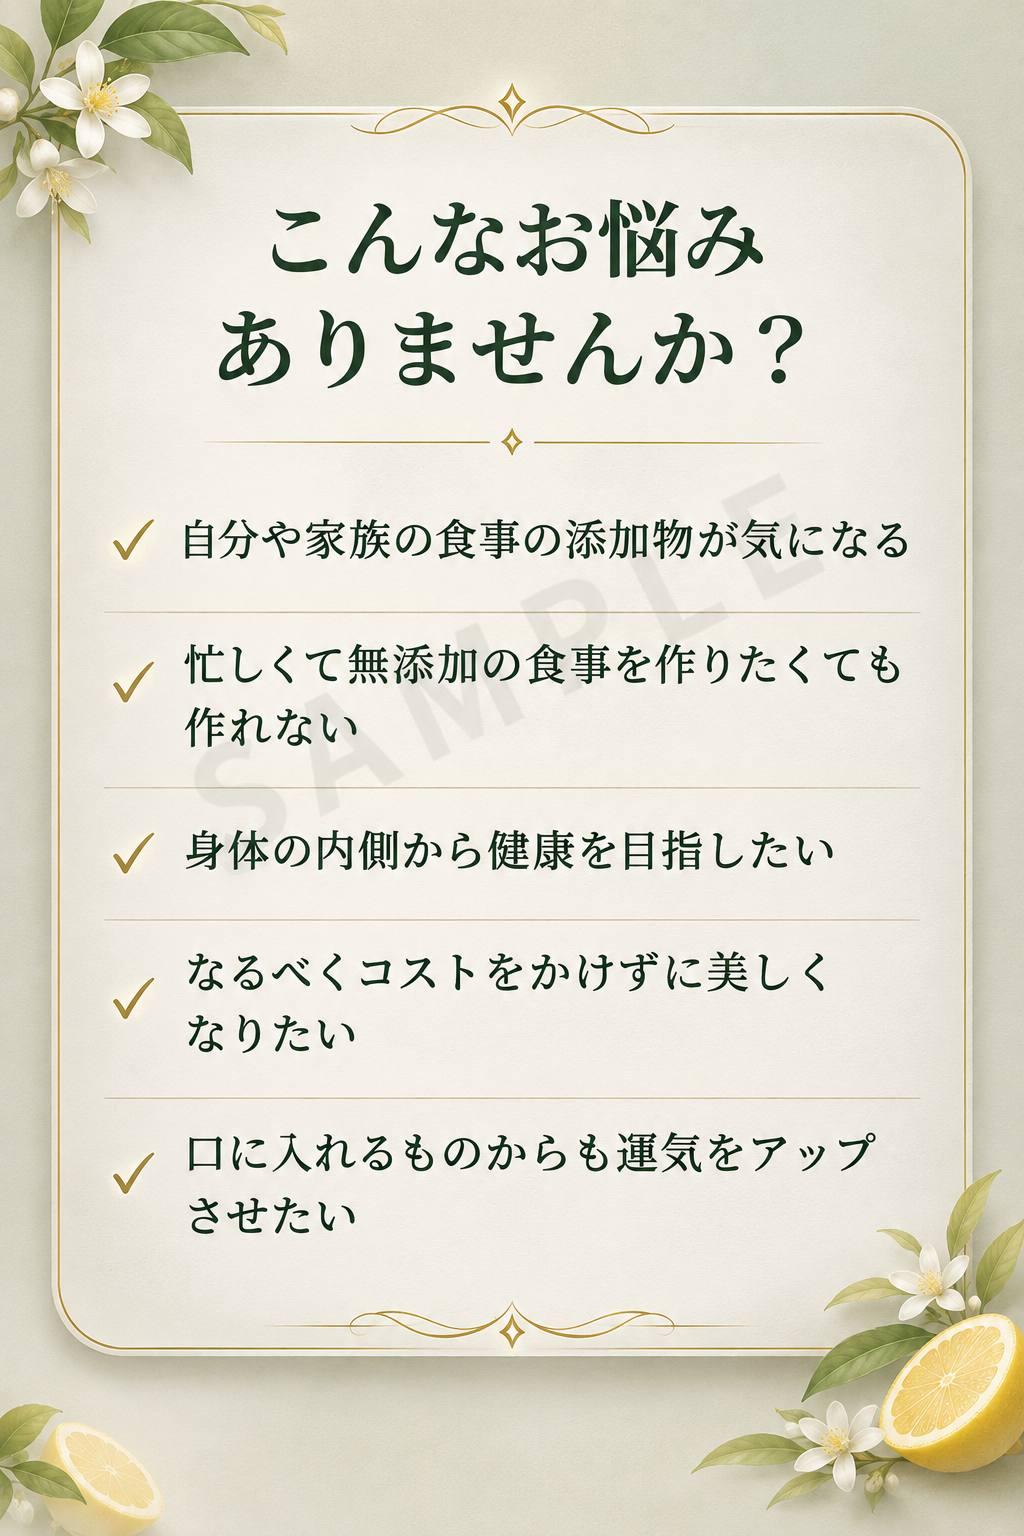 こんなお悩み
ありませんか？
自分や家族の食事の添加物が気になる
忙しくて無添加の食事を作りたくても
作れない
身体の内側から健康を目指したい
なるべくコストをかけずに美しく
なりたい
口に入れるものからも運気をアップ
させたい
SAMPLE